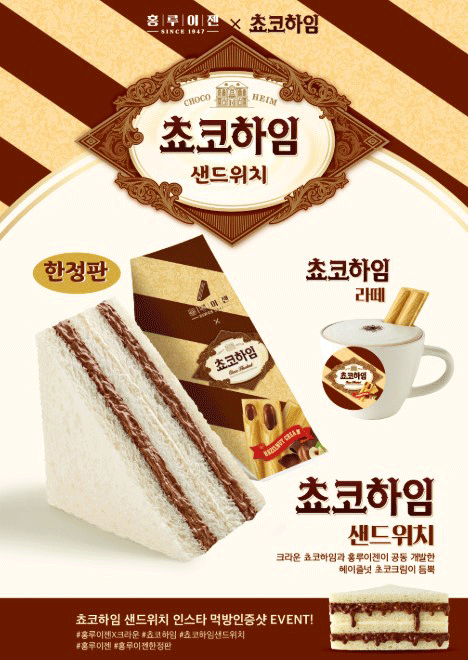 홍루이젠 × 쵸코하임
SINCE 1947
CHOCO HEIM
쵸코하임
샌드위치
한정판
쵸코하임
라떼
홍루이젠
×
쵸코하임
쵸코하임
HAZELNUT CREAM
쵸코하임
샌드위치
크라운 쵸코하임과 홍루이젠이 공동 개발한
헤이즐넛 초코크림이 듬뿍
쵸코하임 샌드위치 인스타 먹방인증샷 EVENT!
#홍루이젠X크라운 #쵸코하임 #쵸코하임샌드위치
#홍루이젠 #홍루이젠한정판